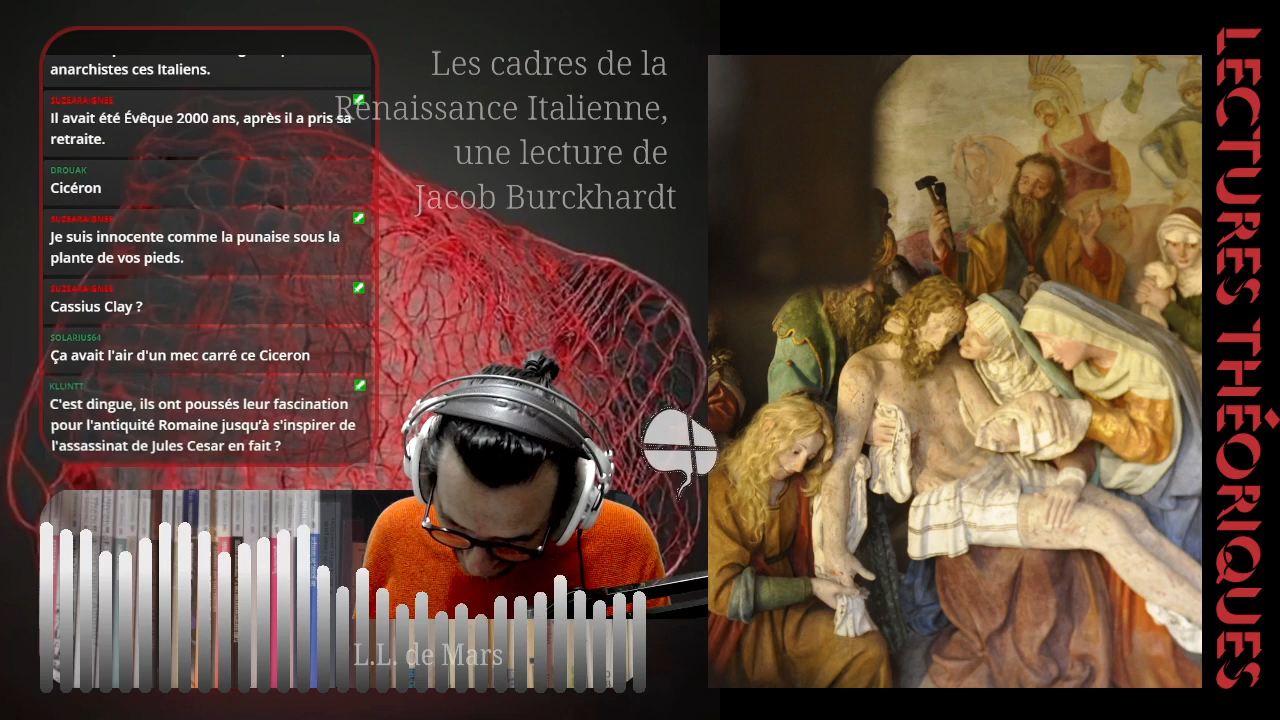 anarchistes ces Italiens.
SUZEARAIGNEE
Il avait été Évêque 2000 ans, après il a pris sa
retraite.
DROUAK
Cicéron
SUZEARAIGNEE
Je suis innocente comme la punaise sous la
plante de vos pieds.
SUZEARAIGNEE
Cassius Clay ?
SOLARIUS64
Ça avait l'air d'un mec carré ce Ciceron
KLLINTT
C'est dingue, ils ont poussés leur fascination
pour l'antiquité Romaine jusqu'à s'inspirer de
l'assassinat de Jules Cesar en fait ?
Les cadres de la
Renaissance Italienne,
une lecture de
Jacob Burckhardt
L.L. de Mars
LECTURES THÉORIQUES